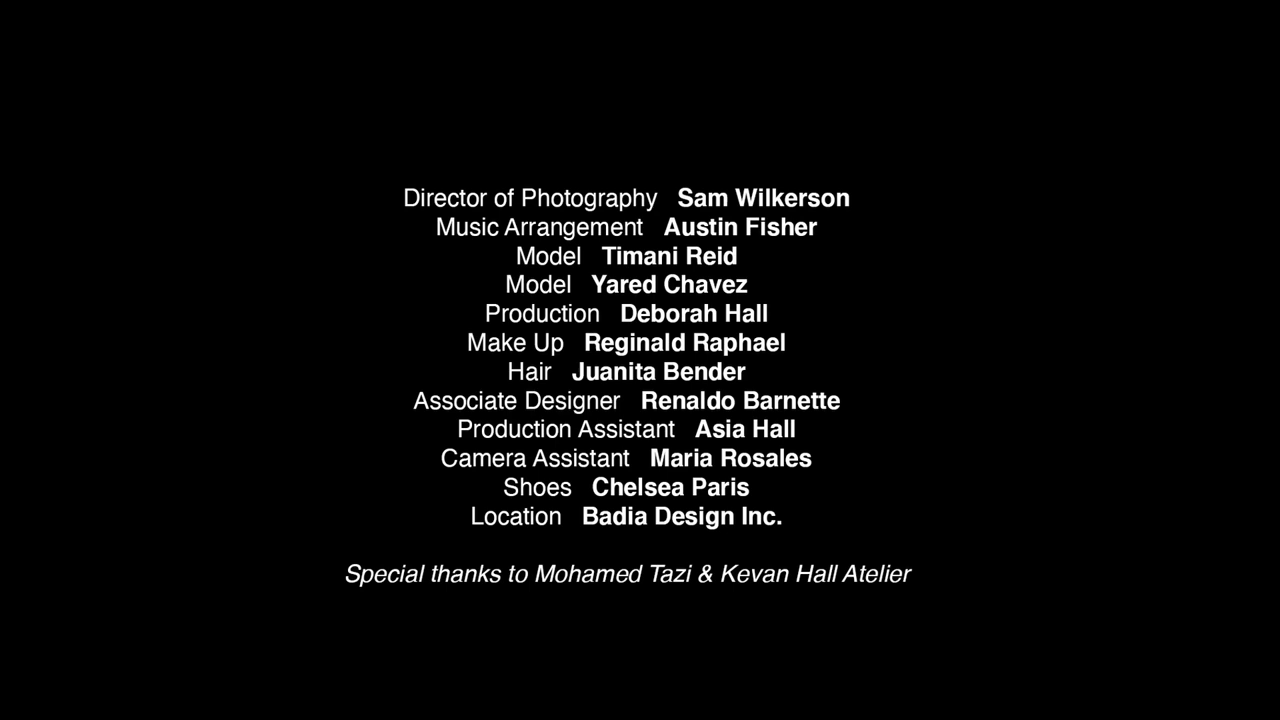 Director of Photography Sam Wilkerson
Music Arrangement Austin Fisher
Model Timani Reid
Model Yared Chavez
Production Deborah Hall
Make Up Reginald Raphael
Hair Juanita Bender
Associate Designer Renaldo Barnette
Production Assistant Asia Hall
Camera Assistant Maria Rosales
Shoes Chelsea Paris
Location Badia Design Inc.
Special thanks to Mohamed Tazi & Kevan Hall Atelier